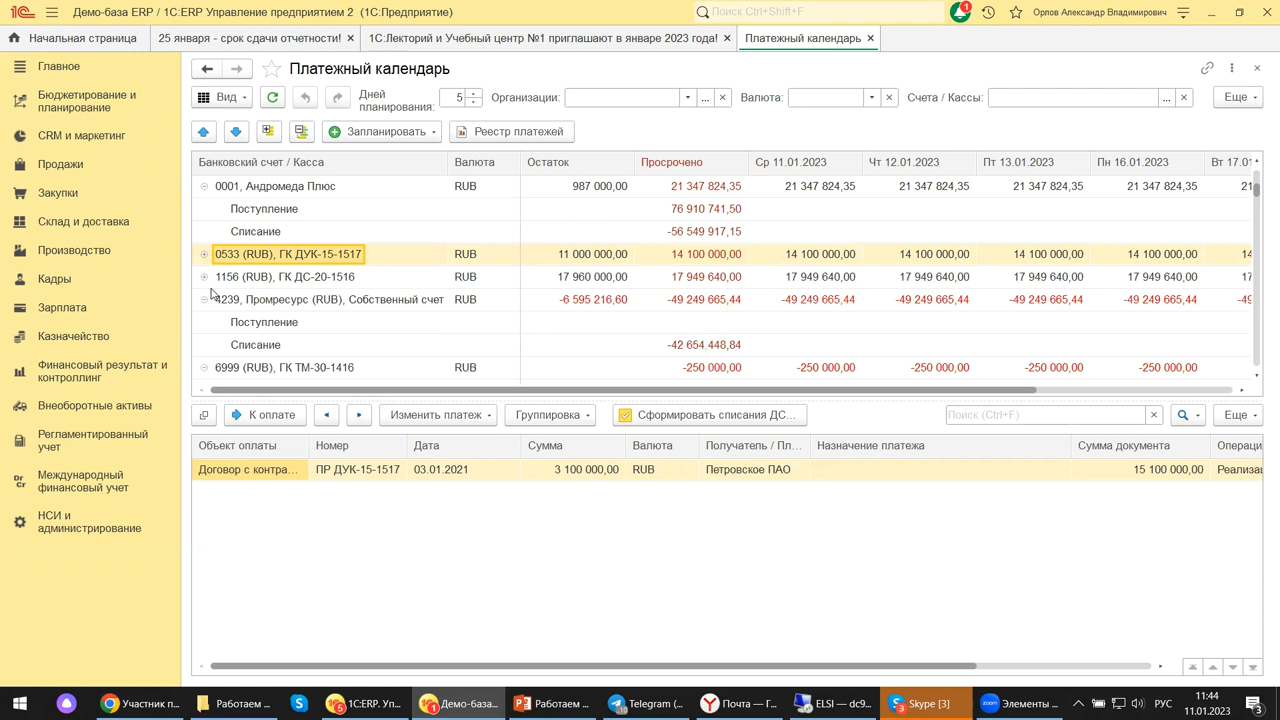 Демо-база ERP / 1С:ERP Управление предприятием 2 (1С:Предприятие)
Поиск Ctrl+Shift+F
1
Орлов Александр Владимирович
Начальная страница
25 января - срок сдачи отчетности! ×
1С:Лекторий и Учебный центр №1 приглашают в январе 2023 года! ×
Платежный календарь ×
Главное
Бюджетирование и
планирование
CRM и маркетинг
Продажи
Закупки
Склад и доставка
Производство
Кадры
Зарплата
Казначейство
Финансовый результат и
контроллинг
Внеоборотные активы
Регламентированный
учет
Международный
финансовый учет
НСИ и
администрирование
Платежный календарь
Вид
Дней
планирования:
5
Организации:
Валюта:
Счета / Кассы:
Еще
Запланировать
Реестр платежей
Банковский счет / Касса Валюта Остаток Просрочено Ср 11.01.2023 Чт 12.01.2023 Пт 13.01.2023 Пн 16.01.2023 Вт 17.01
0001, Андромеда Плюс RUB 987 000,00 21 347 824,35 21 347 824,35 21 347 824,35 21 347 824,35 21 347 824,35 21
Поступление 76 910 741,50
Списание -56 549 917,15
0533 (RUB), ГК ДУК-15-1517 RUB 11 000 000,00 14 100 000,00 14 100 000,00 14 100 000,00 14 100 000,00 14 100 000,00 14
1156 (RUB), ГК ДС-20-1516 RUB 17 960 000,00 17 949 640,00 17 949 640,00 17 949 640,00 17 949 640,00 17 949 640,00 17
4239, Промресурс (RUB), Собственный счет RUB -6 595 216,60 -49 249 665,44 -49 249 665,44 -49 249 665,44 -49 249 665,44 -49 249 665,44 -49
Поступление
Списание -42 654 448,84
6999 (RUB), ГК ТМ-30-1416 RUB -250 000,00 -250 000,00 -250 000,00 -250 000,00 -250 000,00
К оплате
Изменить платеж
Группировка
Сформировать списания ДС...
Поиск (Ctrl+F)
Еще
Объект оплаты Номер Дата Сумма Валюта Получатель / Пл... Назначение платежа Сумма документа Операци
Договор с контра... ПР ДУК-15-1517 03.01.2021 3 100 000,00 RUB Петровское ПАО 15 100 000,00 Реализац
Участник п...
Работаем ...
1С:ERP. Уп...
Демо-база...
Работаем ...
Telegram (...
Почта — Г...
ELSI — dc9...
Skype [3]
Элементы ...
РУС
11:44
11.01.2023